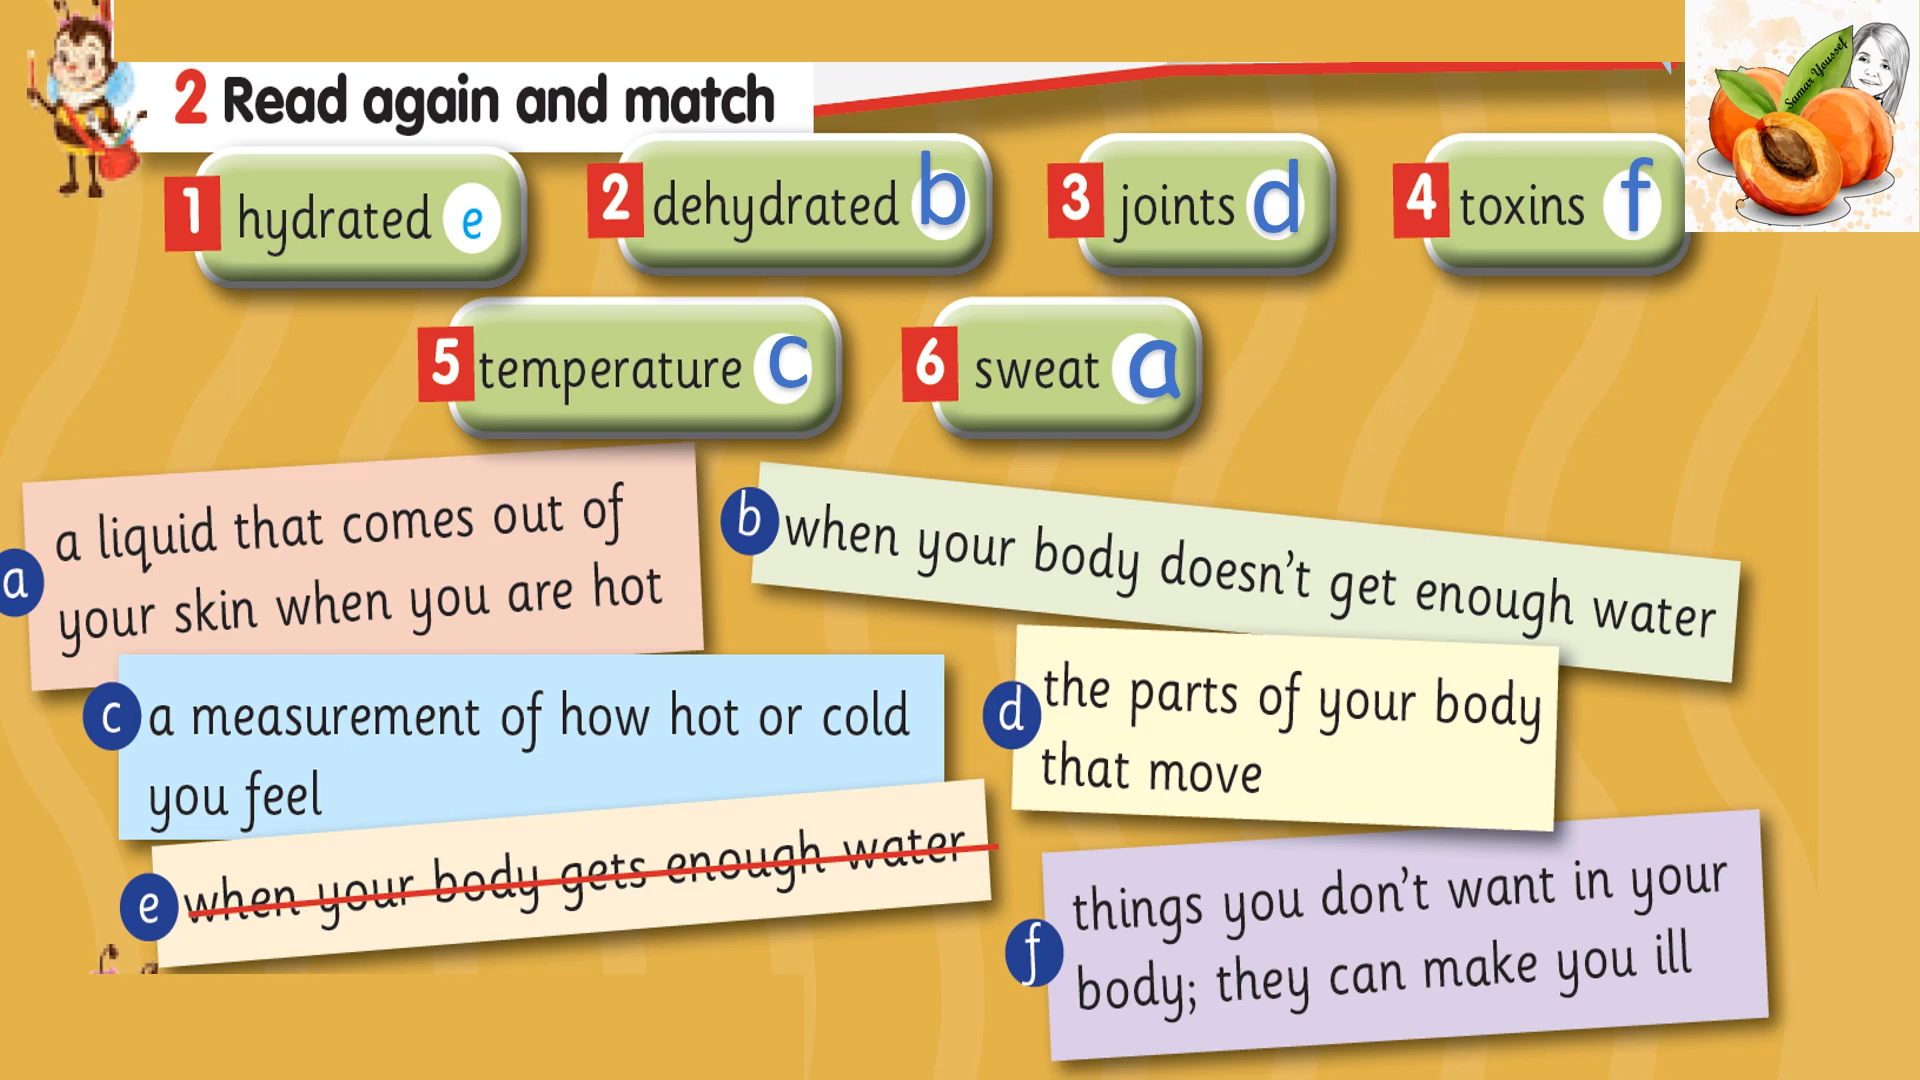 2 Read again and match
Samar Youssef
1 hydrated e
2 dehydrated b
3 joints d
4 toxins f
5 temperature c
6 sweat a
a a liquid that comes out of
your skin when you are hot
b when your body doesn't get enough water
c a measurement of how hot or cold
you feel
d the parts of your body
that move
e when your body gets enough water
f things you don't want in your
body; they can make you ill